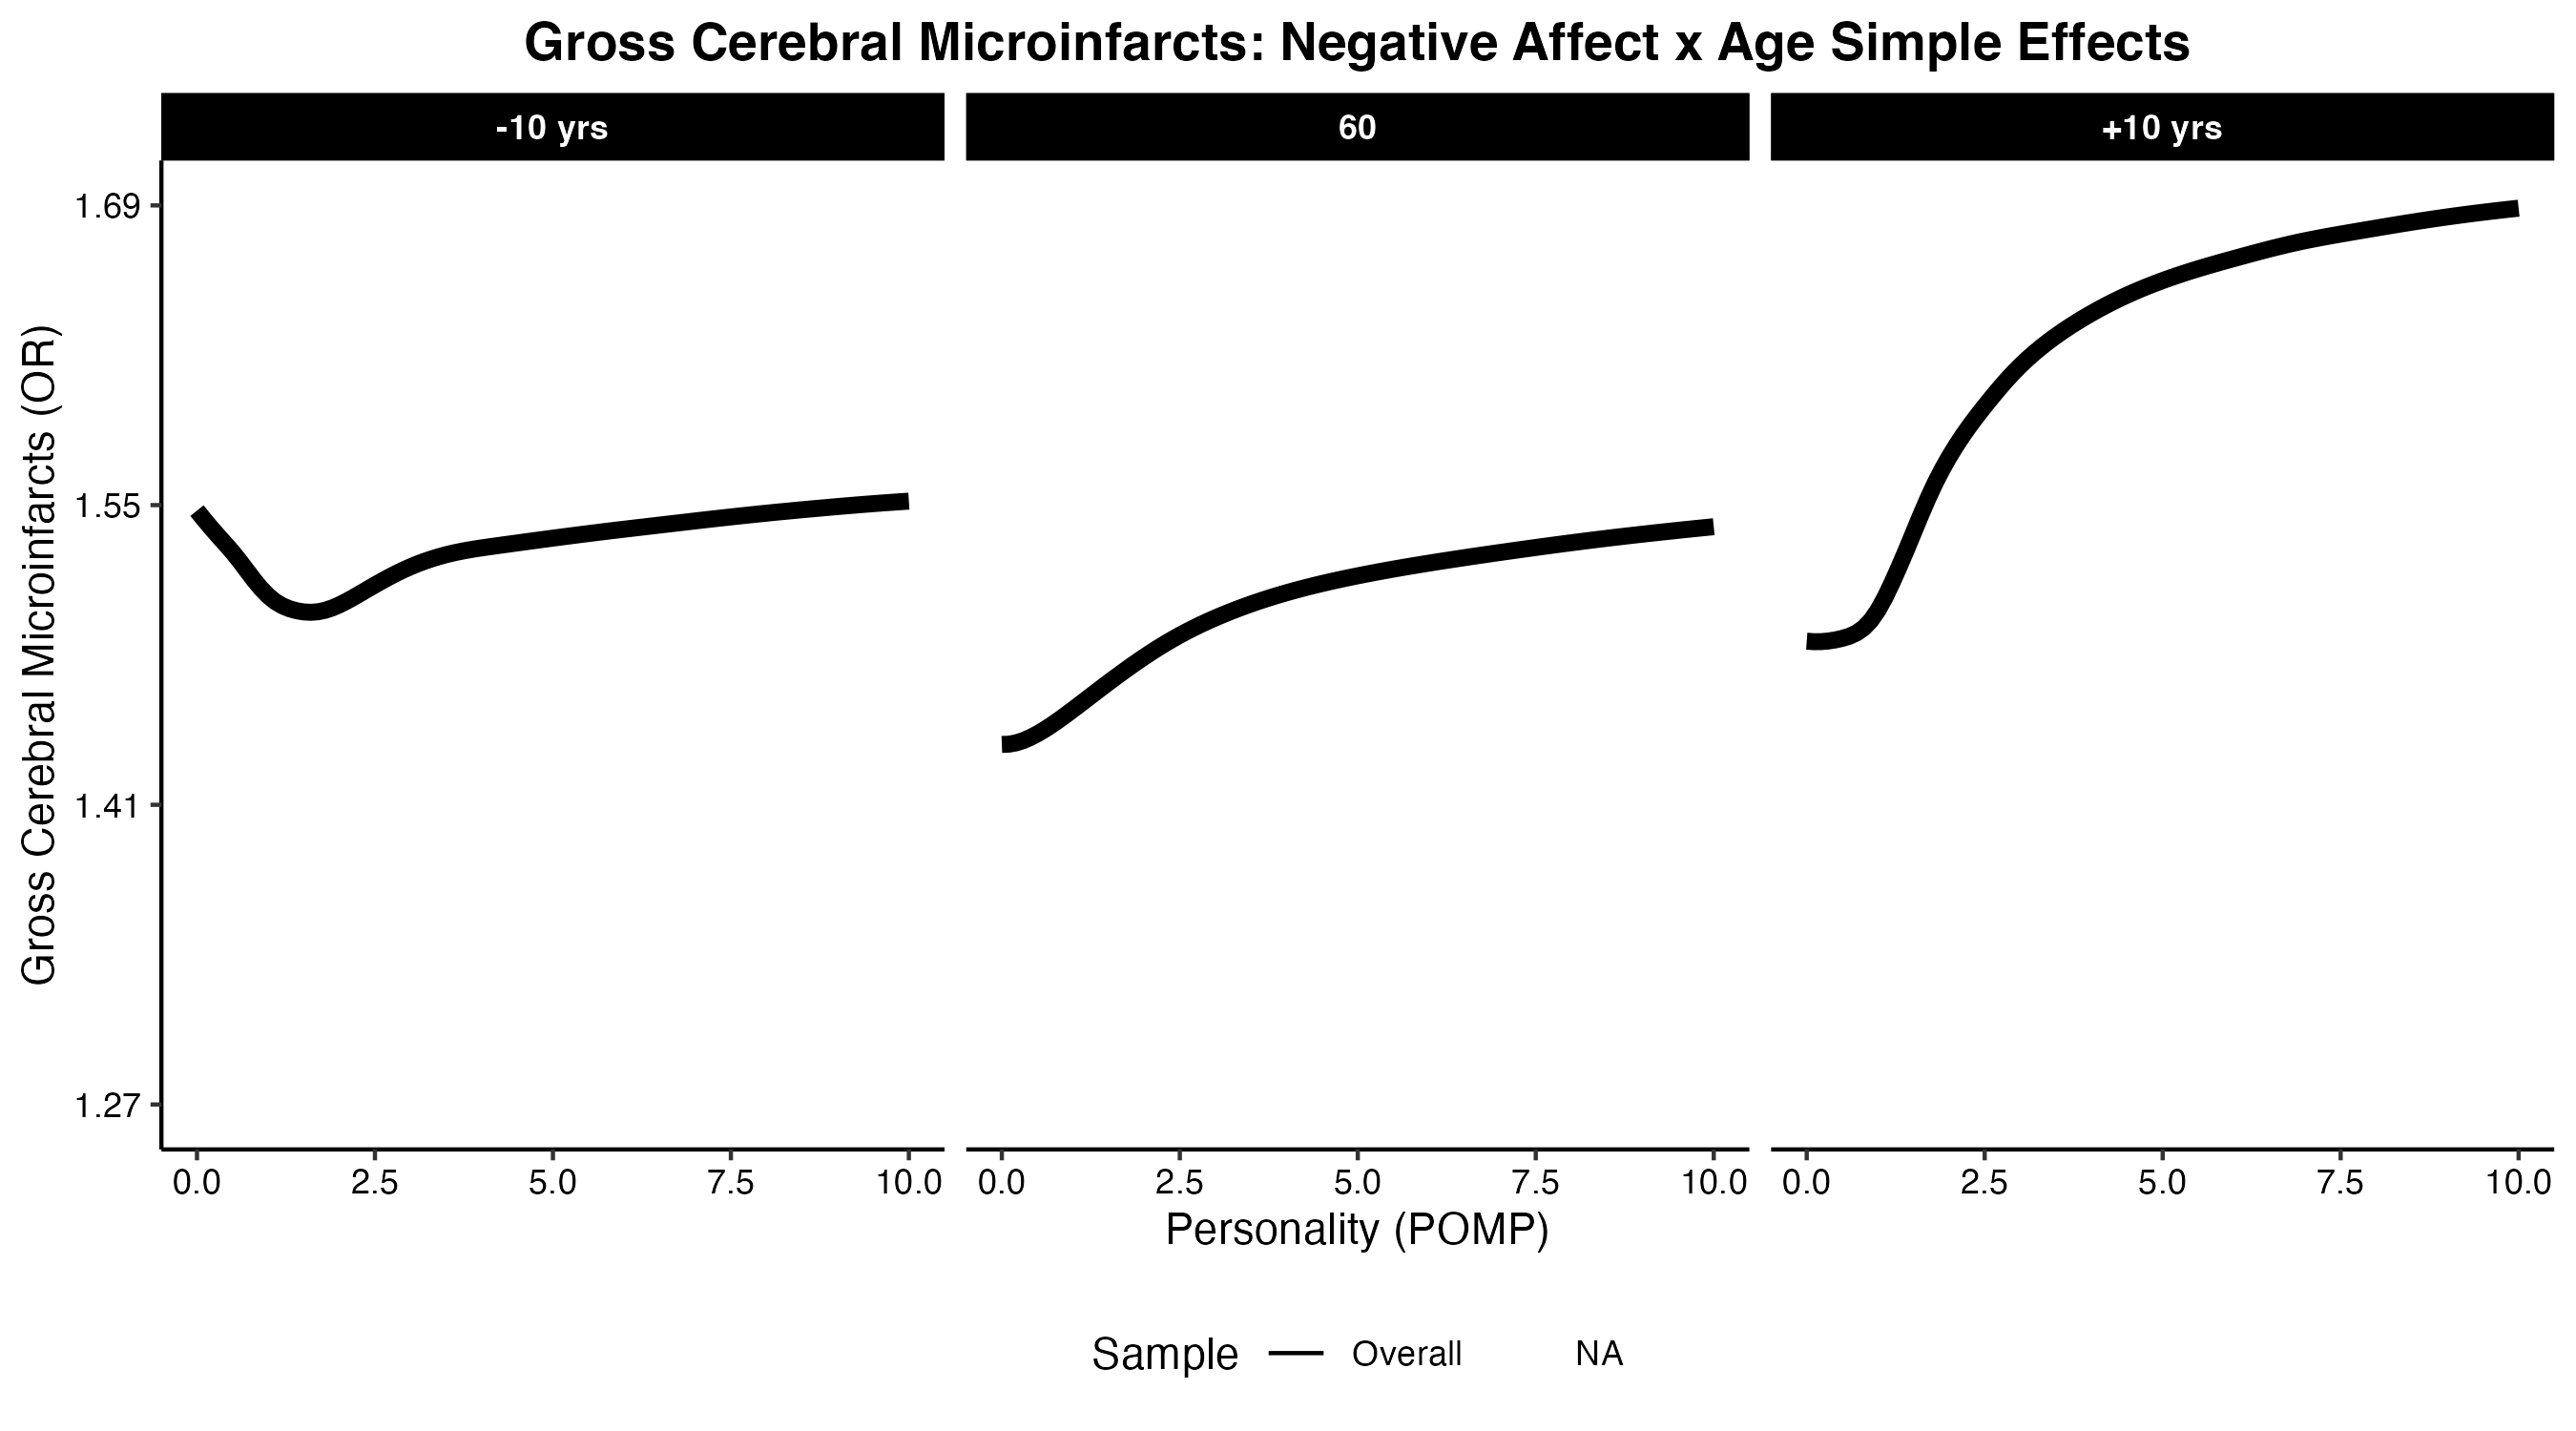 Gross Cerebral Microinfarcts: Negative Affect x Age Simple Effects
-10 yrs
60
+10 yrs
Gross Cerebral Microinfarcts (OR)
1.69
1.55
1.41
1.27
0.0 2.5 5.0 7.5 10.0
0.0 2.5 5.0 7.5 10.0
0.0 2.5 5.0 7.5 10.0
Personality (POMP)
Sample Overall NA